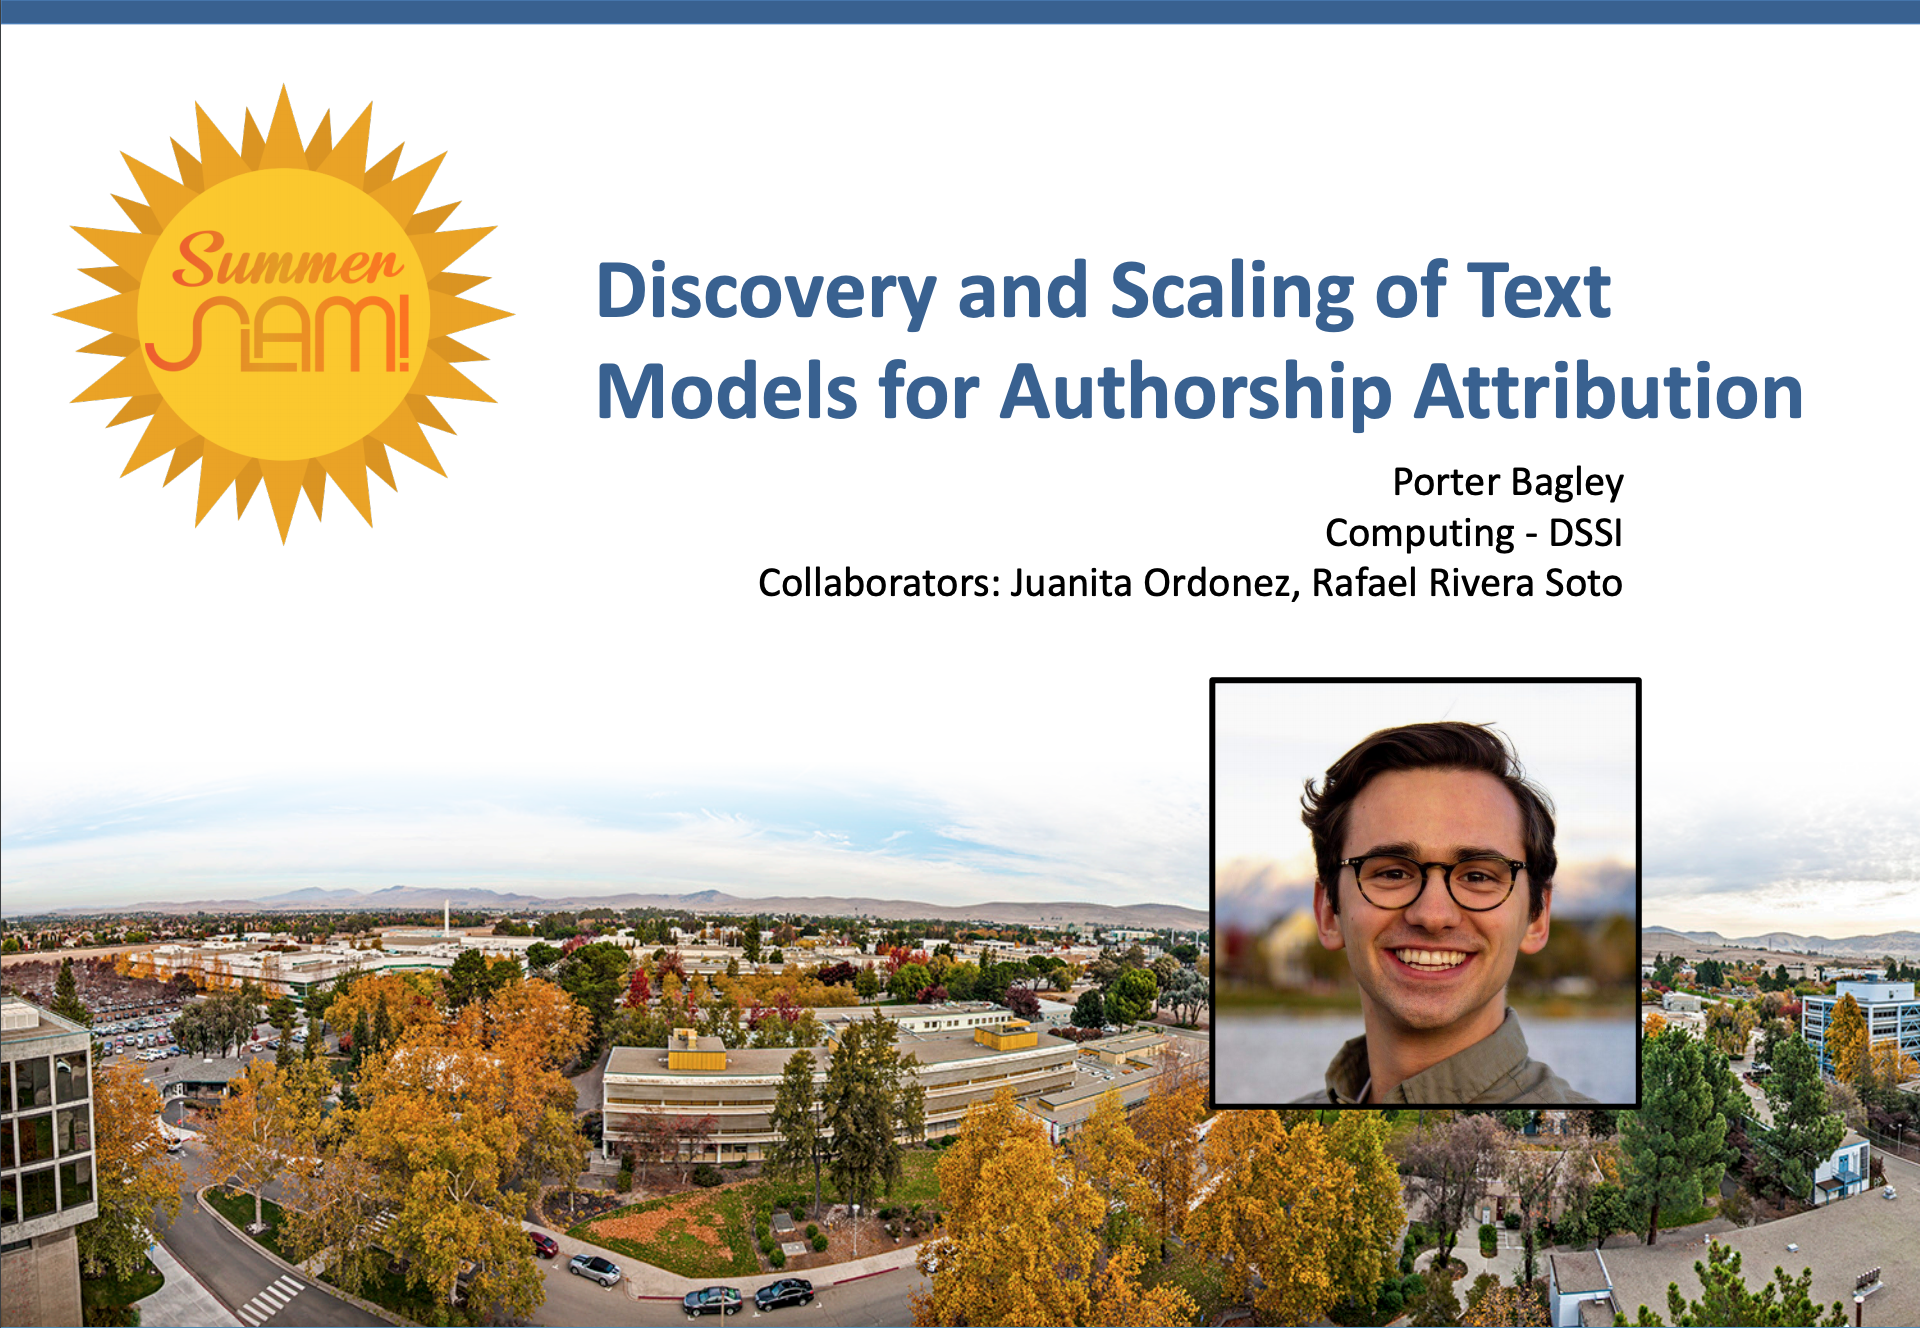 Summer
SLAM!
Discovery and Scaling of Text
Models for Authorship Attribution
Porter Bagley
Computing - DSSI
Collaborators: Juanita Ordonez, Rafael Rivera Soto